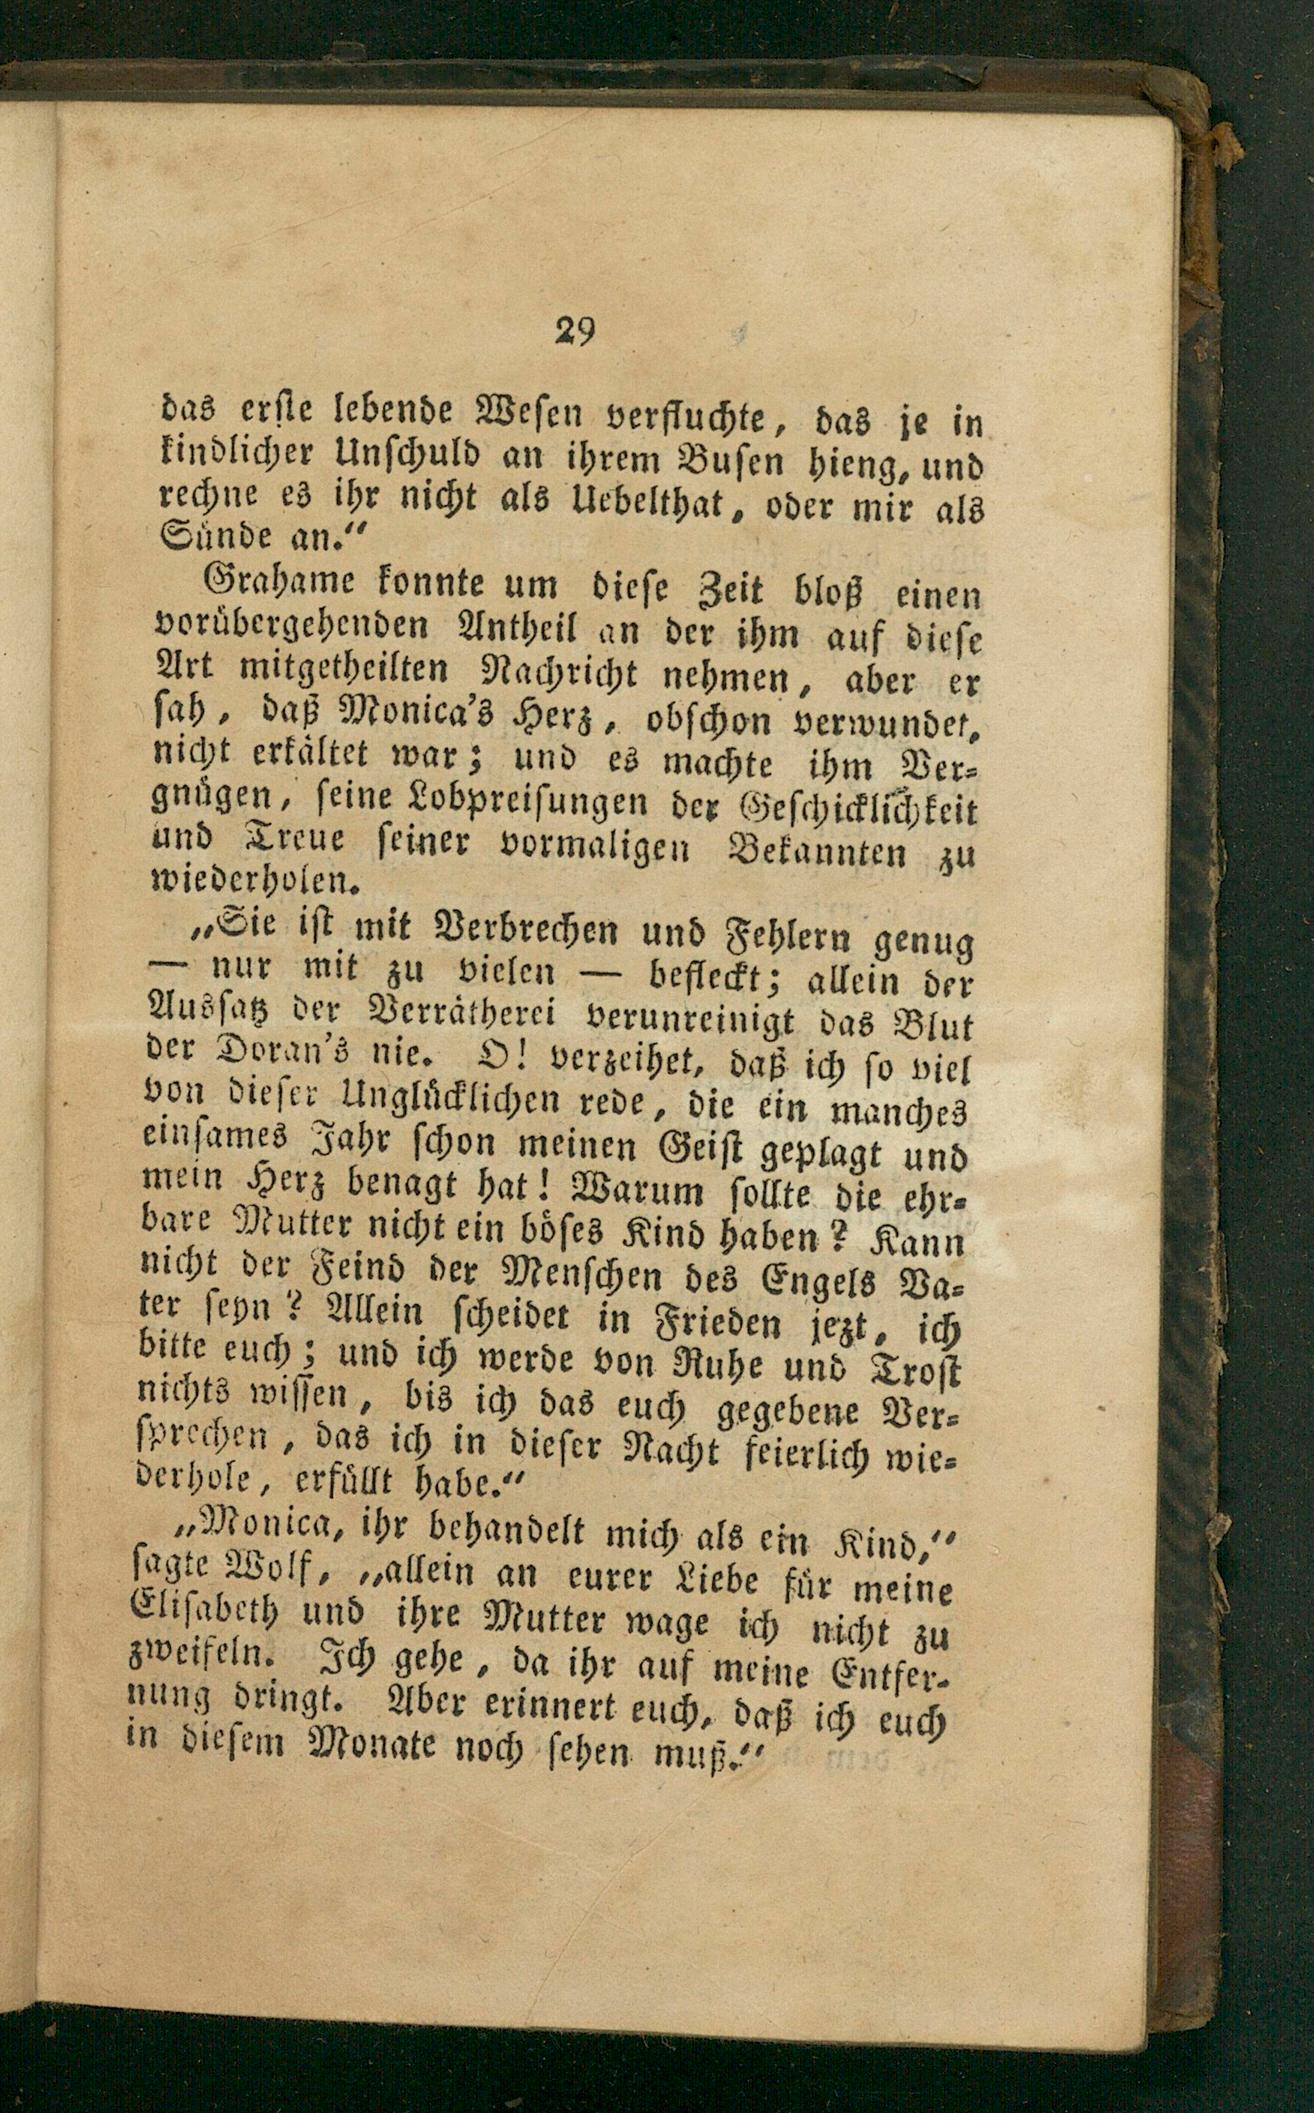 29
das erste lebende Wesen verfluchte, das je in
kindlicher Unschuld an ihrem Busen hieng, und
rechne es ihr nicht als Uebelthat, oder mir als
Sünde an.“
Grahame konnte um diese Zeit bloß einen
vorübergehenden Antheil an der ihm auf diese
Art mitgetheilten Nachricht nehmen, aber er
sah, daß Monica's Herz, obschon verwundet,
nicht erkältet war; und es machte ihm Ver-
gnügen, seine Lobpreisungen der Geschicklichkeit
und Treue seiner vormaligen Bekannten zu
wiederholen.
„Sie ist mit Verbrechen und Fehlern genug
— nur mit zu vielen — befleckt; allein der
Aussatz der Verrätherei verunreinigt das Blut
der Doran's nie. O! verzeihet, daß ich so viel
von dieser Unglücklichen rede, die ein manches
einsames Jahr schon meinen Geist geplagt und
mein Herz benagt hat! Warum sollte die ehr-
bare Mutter nicht ein böses Kind haben? Kann
nicht der Feind der Menschen des Engels Va-
ter seyn? Allein scheidet in Frieden jezt, ich
bitte euch; und ich werde von Ruhe und Trost
nichts wissen, bis ich das euch gegebene Ver-
sprechen, das ich in dieser Nacht feierlich wie-
derhole, erfüllt habe.“
„Monica, ihr behandelt mich als ein Kind,“
sagte Wolf, „allein an eurer Liebe für meine
Elisabeth und ihre Mutter wage ich nicht zu
zweifeln. Ich gehe, da ihr auf meine Entfer-
nung dringt. Aber erinnert euch, daß ich euch
in diesem Monate noch sehen muß.“